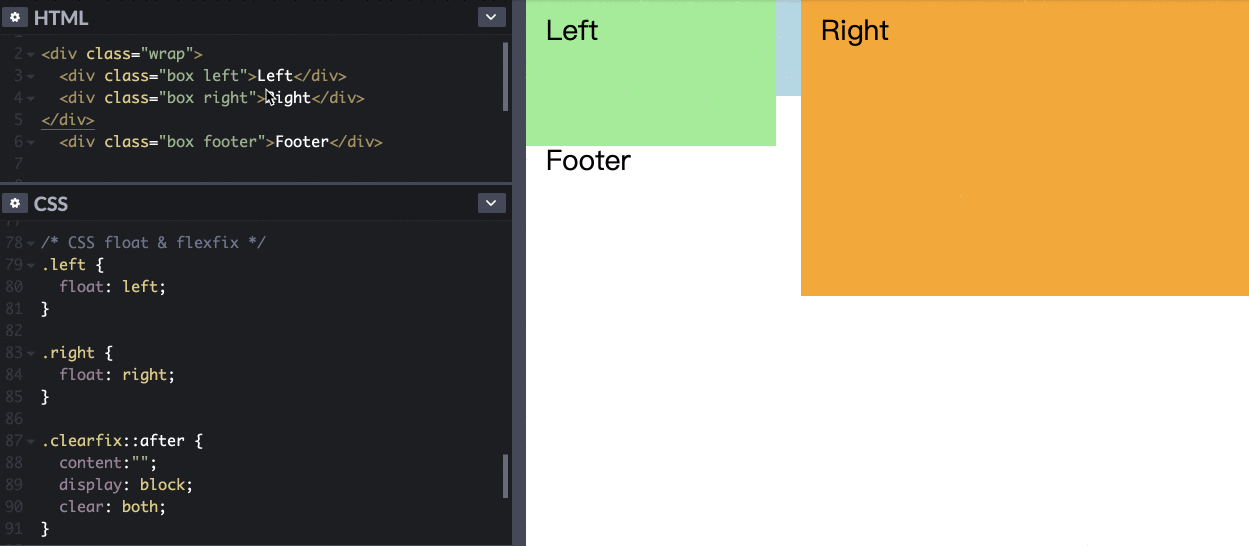 HTML
2 <div class="wrap">
3 <div class="box left">Left</div>
4 <div class="box right">Right</div>
5 </div>
6 <div class="box footer">Footer</div>
7
CSS
77
78 /* CSS float & flexfix */
79 .left {
80 float: left;
81 }
82
83 .right {
84 float: right;
85 }
86
87 .clearfix::after {
88 content:"";
89 display: block;
90 clear: both;
91 }
Left
Right
Footer